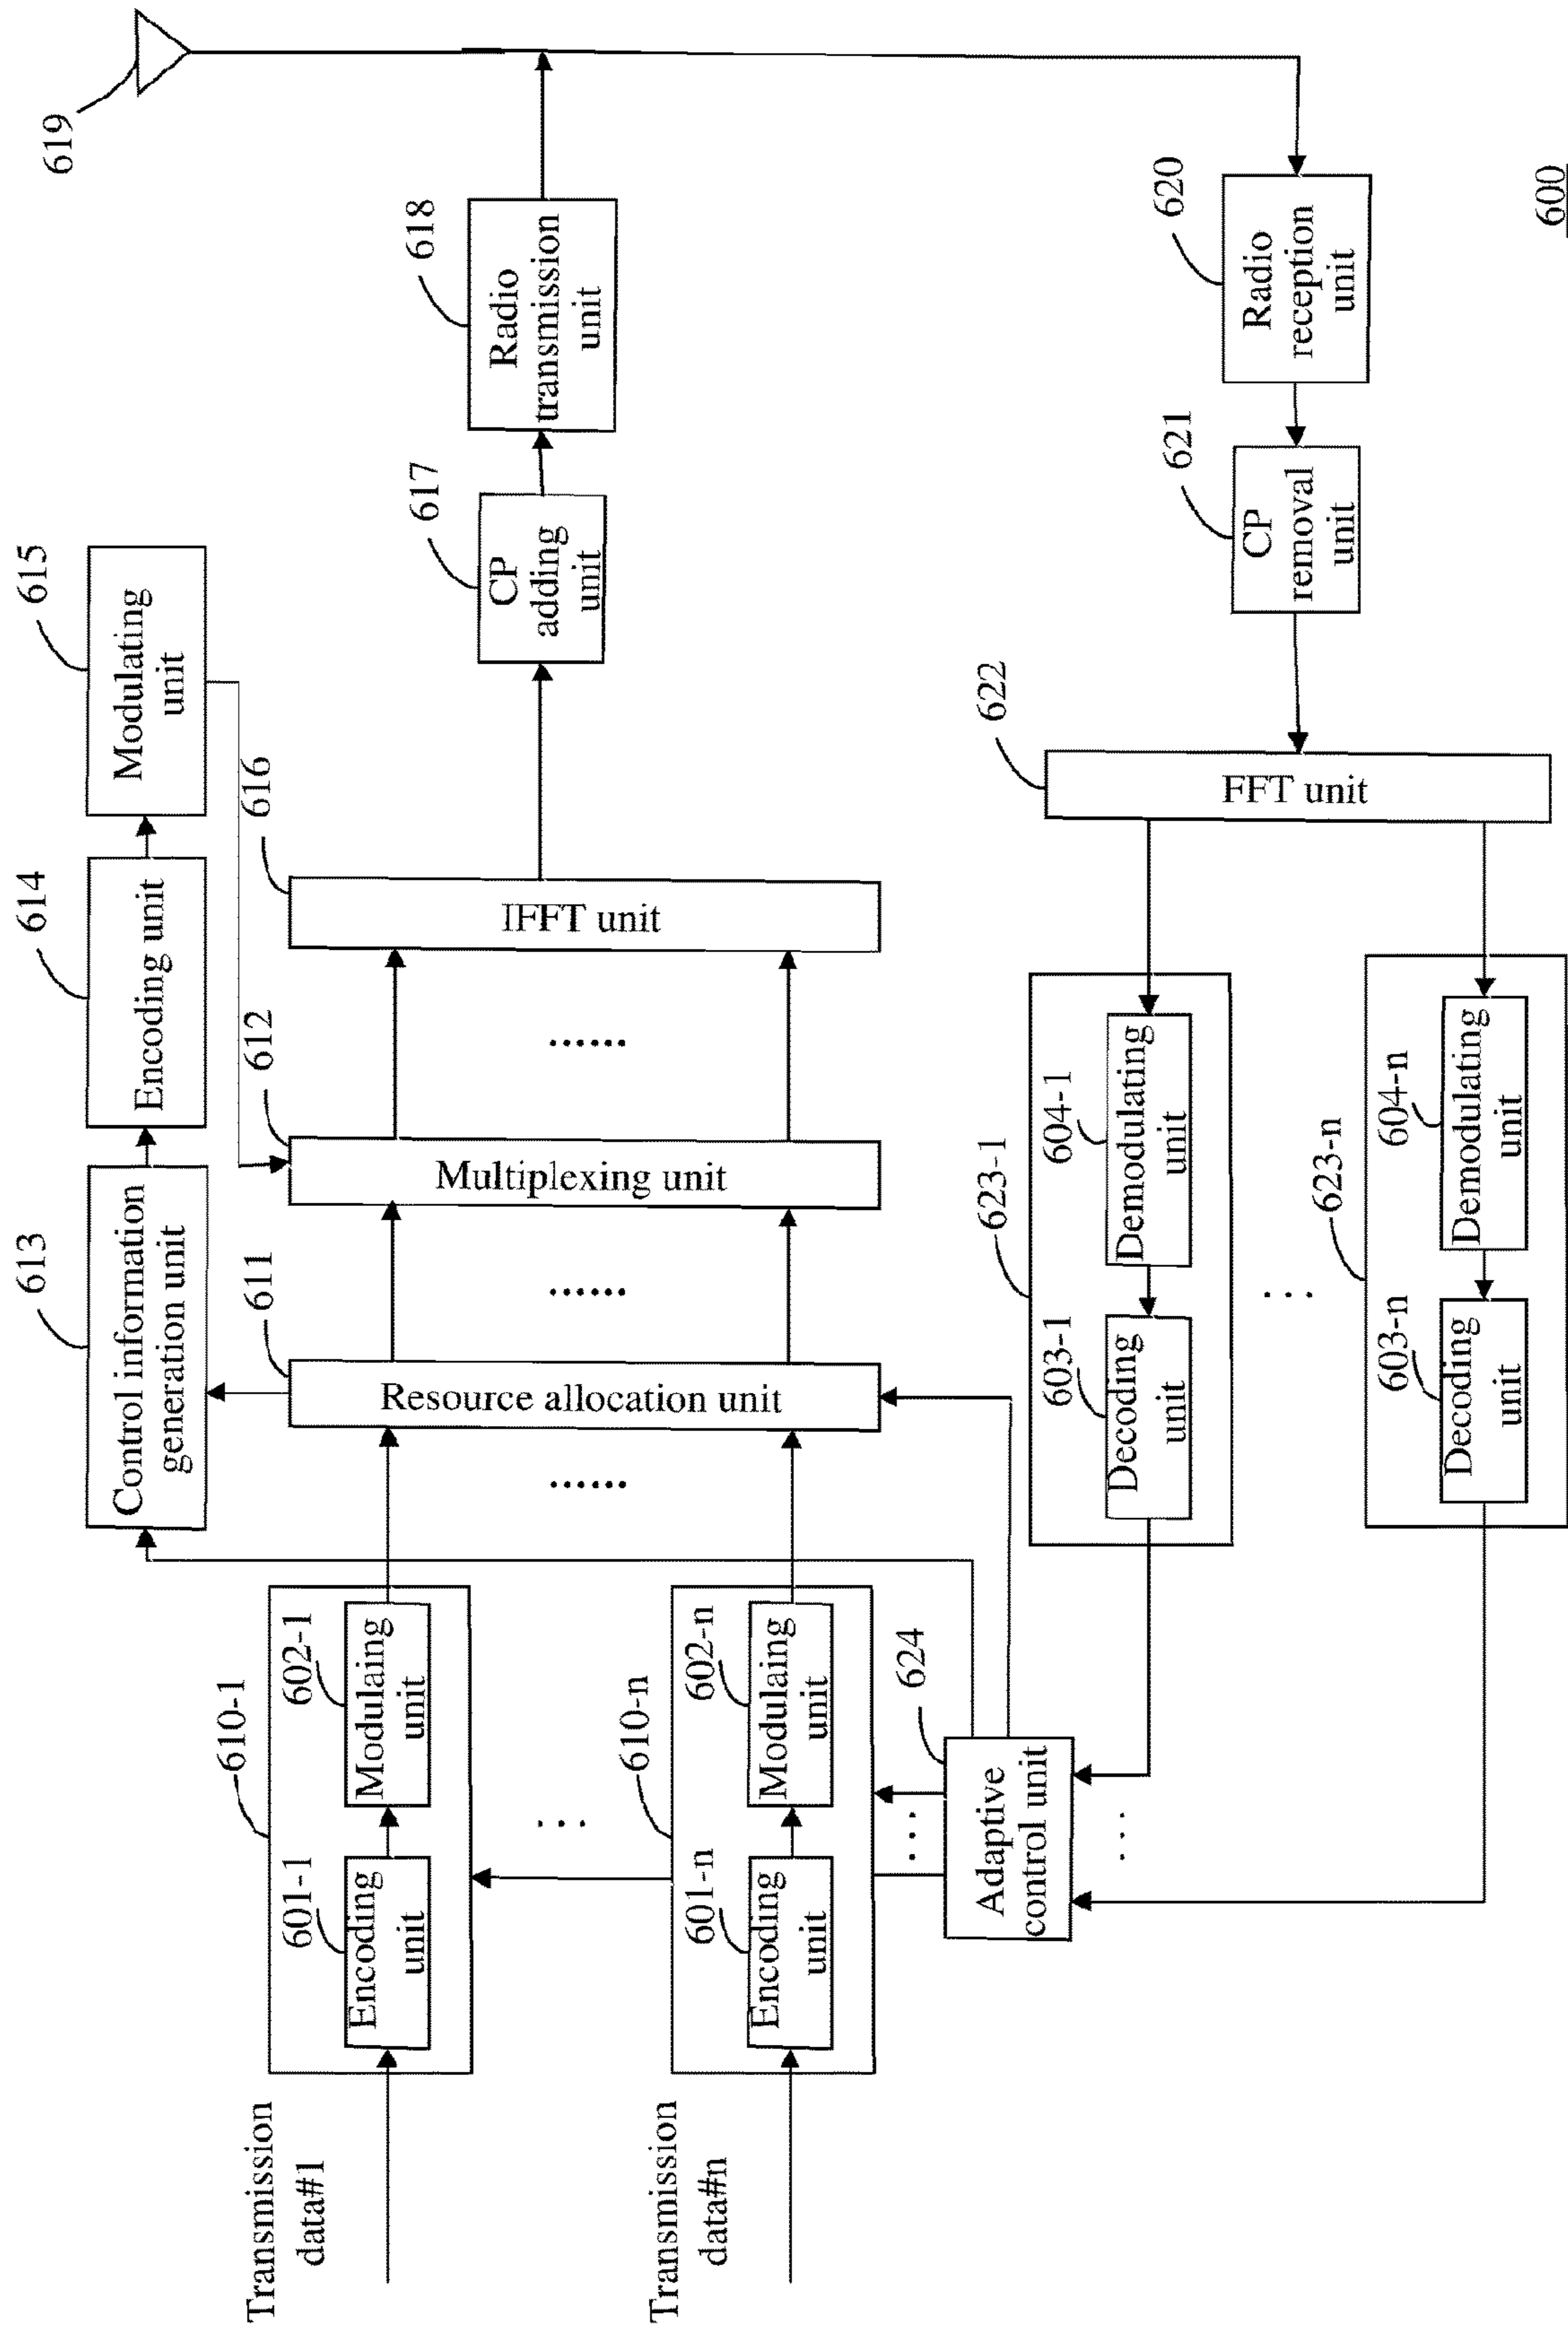 619
613
614
615
Control information
generation unit
Encoding unit
Modulating
unit
610-1
611
612
616
617
618
Transmission
data#1
601-1
602-1
Encoding
unit
Modulaing
unit
Resource allocation unit
Multiplexing unit
IFFT unit
CP
adding
unit
Radio
transmission
unit
......
......
......
...
610-n
Transmission
data#n
601-n
602-n
Encoding
unit
Modulaing
unit
...
624
Adaptive
control unit
...
623-1
603-1
604-1
Decoding
unit
Demodulating
unit
622
FFT unit
621
CP
removal
unit
620
Radio
reception
unit
...
623-n
603-n
604-n
Decoding
unit
Demodulating
unit
600